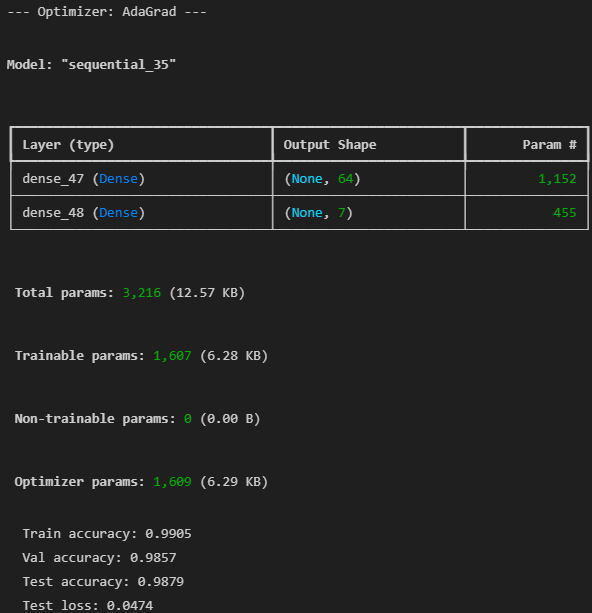 --- Optimizer: AdaGrad ---
Model: "sequential_35"
Layer (type) Output Shape Param #
dense_47 (Dense) (None, 64) 1,152
dense_48 (Dense) (None, 7) 455
Total params: 3,216 (12.57 KB)
Trainable params: 1,607 (6.28 KB)
Non-trainable params: 0 (0.00 B)
Optimizer params: 1,609 (6.29 KB)
Train accuracy: 0.9905
Val accuracy: 0.9857
Test accuracy: 0.9879
Test loss: 0.0474